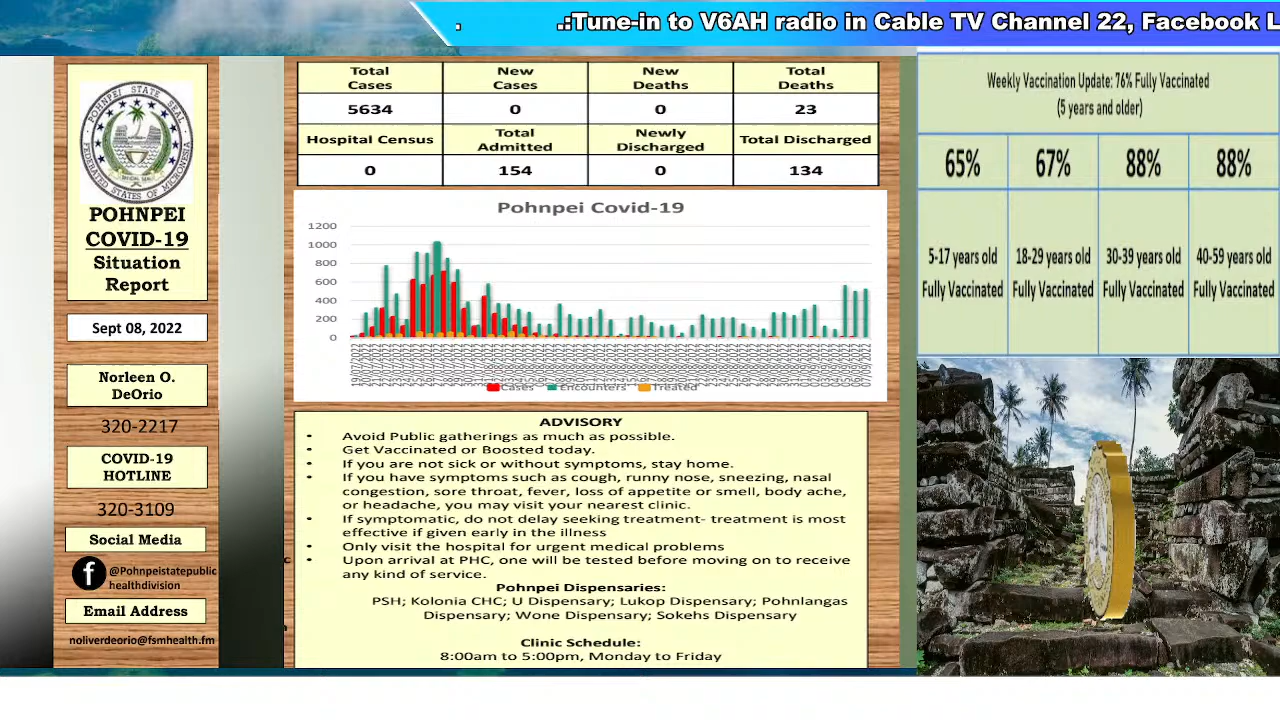 .
.:Tune-in to V6AH radio in Cable TV Channel 22, Facebook L
POHNPEI STATE SEAL
FEDERATED STATES OF MICRONESIA
POHNPEI
COVID-19
Situation
Report
Sept 08, 2022
Norleen O.
DeOrio
320-2217
COVID-19
HOTLINE
320-3109
Social Media
@Pohnpeistatepublic
healthdivision
Email Address
noliverdeorio@fsmhealth.fm
Total Cases New Cases New Deaths Total Deaths
5634 0 0 23
Hospital Census Total Admitted Newly Discharged Total Discharged
0 154 0 134
Pohnpei Covid-19
1200
1000
800
600
400
200
0
Cases Encounters Treated
ADVISORY
• Avoid Public gatherings as much as possible.
• Get Vaccinated or Boosted today.
• If you are not sick or without symptoms, stay home.
• If you have symptoms such as cough, runny nose, sneezing, nasal
congestion, sore throat, fever, loss of appetite or smell, body ache,
or headache, you may visit your nearest clinic.
• If symptomatic, do not delay seeking treatment- treatment is most
effective if given early in the illness
• Only visit the hospital for urgent medical problems
• Upon arrival at PHC, one will be tested before moving on to receive
any kind of service.
Pohnpei Dispensaries:
PSH; Kolonia CHC; U Dispensary; Lukop Dispensary; Pohnlangas
Dispensary; Wone Dispensary; Sokehs Dispensary
Clinic Schedule:
8:00am to 5:00pm, Monday to Friday
Weekly Vaccination Update: 76% Fully Vaccinated
(5 years and older)
65% 67% 88% 88%
5-17 years old 18-29 years old 30-39 years old 40-59 years old
Fully Vaccinated Fully Vaccinated Fully Vaccinated Fully Vaccinated